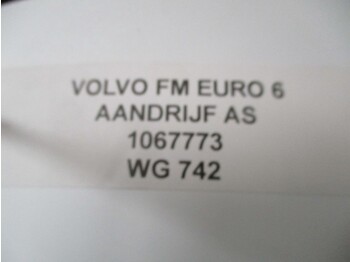 VOLVO FM EURO 6
AANDRIJF AS
1067773
WG 742